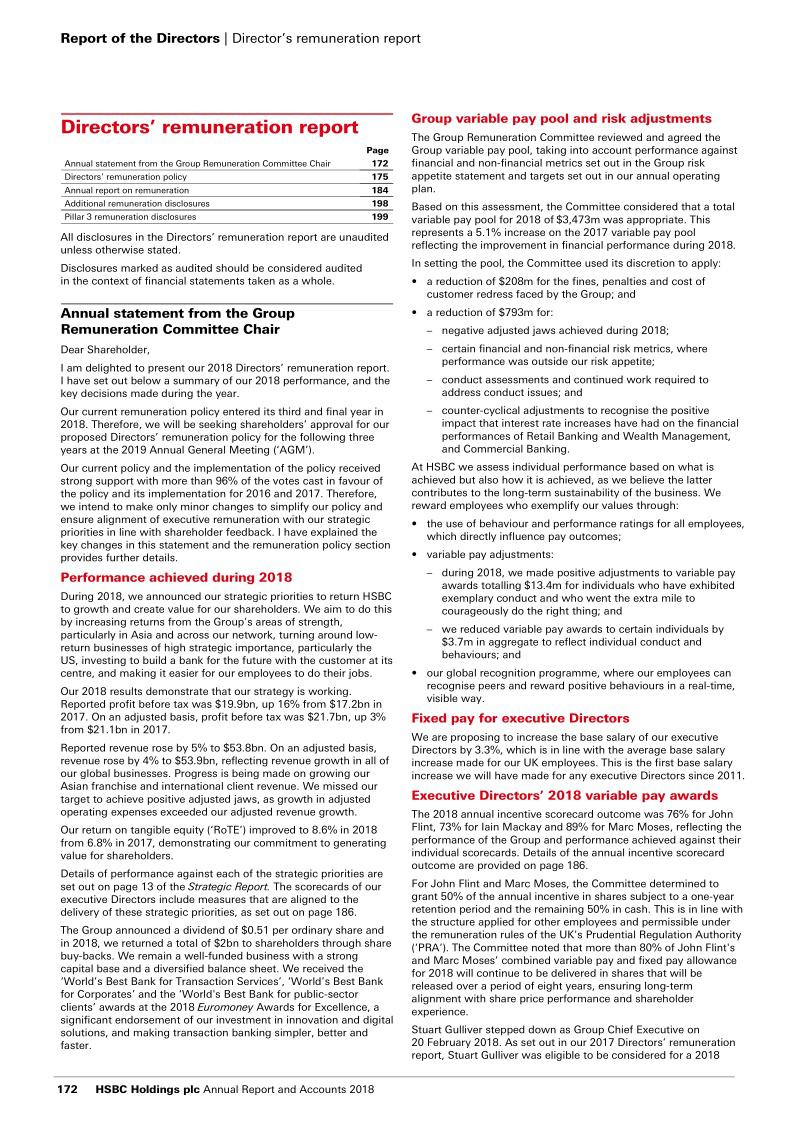 Report of the Directors | Director's remuneration report
Directors' remuneration report
Page
Annual statement from the Group Remuneration Committee Chair 172
Directors' remuneration policy 175
Annual report on remuneration 184
Additional remuneration disclosures 198
Pillar 3 remuneration disclosures 199
All disclosures in the Directors' remuneration report are unaudited
unless otherwise stated.
Disclosures marked as audited should be considered audited
in the context of financial statements taken as a whole.
Annual statement from the Group
Remuneration Committee Chair
Dear Shareholder,
I am delighted to present our 2018 Directors' remuneration report.
I have set out below a summary of our 2018 performance, and the
key decisions made during the year.
Our current remuneration policy entered its third and final year in
2018. Therefore, we will be seeking shareholders' approval for our
proposed Directors' remuneration policy for the following three
years at the 2019 Annual General Meeting ('AGM').
Our current policy and the implementation of the policy received
strong support with more than 96% of the votes cast in favour of
the policy and its implementation for 2016 and 2017. Therefore,
we intend to make only minor changes to simplify our policy and
ensure alignment of executive remuneration with our strategic
priorities in line with shareholder feedback. I have explained the
key changes in this statement and the remuneration policy section
provides further details.
Performance achieved during 2018
During 2018, we announced our strategic priorities to return HSBC
to growth and create value for our shareholders. We aim to do this
by increasing returns from the Group's areas of strength,
particularly in Asia and across our network, turning around low-
return businesses of high strategic importance, particularly the
US, investing to build a bank for the future with the customer at its
centre, and making it easier for our employees to do their jobs.
Our 2018 results demonstrate that our strategy is working.
Reported profit before tax was $19.9bn, up 16% from $17.2bn in
2017. On an adjusted basis, profit before tax was $21.7bn, up 3%
from $21.1bn in 2017.
Reported revenue rose by 5% to $53.8bn. On an adjusted basis,
revenue rose by 4% to $53.9bn, reflecting revenue growth in all of
our global businesses. Progress is being made on growing our
Asian franchise and international client revenue. We missed our
target to achieve positive adjusted jaws, as growth in adjusted
operating expenses exceeded our adjusted revenue growth.
Our return on tangible equity ('RoTE') improved to 8.6% in 2018
from 6.8% in 2017, demonstrating our commitment to generating
value for shareholders.
Details of performance against each of the strategic priorities are
set out on page 13 of the Strategic Report. The scorecards of our
executive Directors include measures that are aligned to the
delivery of these strategic priorities, as set out on page 186.
The Group announced a dividend of $0.51 per ordinary share and
in 2018, we returned a total of $2bn to shareholders through share
buy-backs. We remain a well-funded business with a strong
capital base and a diversified balance sheet. We received the
'World's Best Bank for Transaction Services', 'World's Best Bank
for Corporates' and the 'World's Best Bank for public-sector
clients' awards at the 2018 Euromoney Awards for Excellence, a
significant endorsement of our investment in innovation and digital
solutions, and making transaction banking simpler, better and
faster.
Group variable pay pool and risk adjustments
The Group Remuneration Committee reviewed and agreed the
Group variable pay pool, taking into account performance against
financial and non-financial metrics set out in the Group risk
appetite statement and targets set out in our annual operating
plan.
Based on this assessment, the Committee considered that a total
variable pay pool for 2018 of $3,473m was appropriate. This
represents a 5.1% increase on the 2017 variable pay pool
reflecting the improvement in financial performance during 2018.
In setting the pool, the Committee used its discretion to apply:
• a reduction of $208m for the fines, penalties and cost of
customer redress faced by the Group; and
• a reduction of $793m for:
– negative adjusted jaws achieved during 2018;
– certain financial and non-financial risk metrics, where
performance was outside our risk appetite;
– conduct assessments and continued work required to
address conduct issues; and
– counter-cyclical adjustments to recognise the positive
impact that interest rate increases have had on the financial
performances of Retail Banking and Wealth Management,
and Commercial Banking.
At HSBC we assess individual performance based on what is
achieved but also how it is achieved, as we believe the latter
contributes to the long-term sustainability of the business. We
reward employees who exemplify our values through:
• the use of behaviour and performance ratings for all employees,
which directly influence pay outcomes;
• variable pay adjustments:
– during 2018, we made positive adjustments to variable pay
awards totalling $13.4m for individuals who have exhibited
exemplary conduct and who went the extra mile to
courageously do the right thing; and
– we reduced variable pay awards to certain individuals by
$3.7m in aggregate to reflect individual conduct and
behaviours; and
• our global recognition programme, where our employees can
recognise peers and reward positive behaviours in a real-time,
visible way.
Fixed pay for executive Directors
We are proposing to increase the base salary of our executive
Directors by 3.3%, which is in line with the average base salary
increase made for our UK employees. This is the first base salary
increase we will have made for any executive Directors since 2011.
Executive Directors' 2018 variable pay awards
The 2018 annual incentive scorecard outcome was 76% for John
Flint, 73% for Iain Mackay and 89% for Marc Moses, reflecting the
performance of the Group and performance achieved against their
individual scorecards. Details of the annual incentive scorecard
outcome are provided on page 186.
For John Flint and Marc Moses, the Committee determined to
grant 50% of the annual incentive in shares subject to a one-year
retention period and the remaining 50% in cash. This is in line with
the structure applied for other employees and permissible under
the remuneration rules of the UK's Prudential Regulation Authority
('PRA'). The Committee noted that more than 80% of John Flint's
and Marc Moses' combined variable pay and fixed pay allowance
for 2018 will continue to be delivered in shares that will be
released over a period of eight years, ensuring long-term
alignment with share price performance and shareholder
experience.
Stuart Gulliver stepped down as Group Chief Executive on
20 February 2018. As set out in our 2017 Directors' remuneration
report, Stuart Gulliver was eligible to be considered for a 2018
172 HSBC Holdings plc Annual Report and Accounts 2018